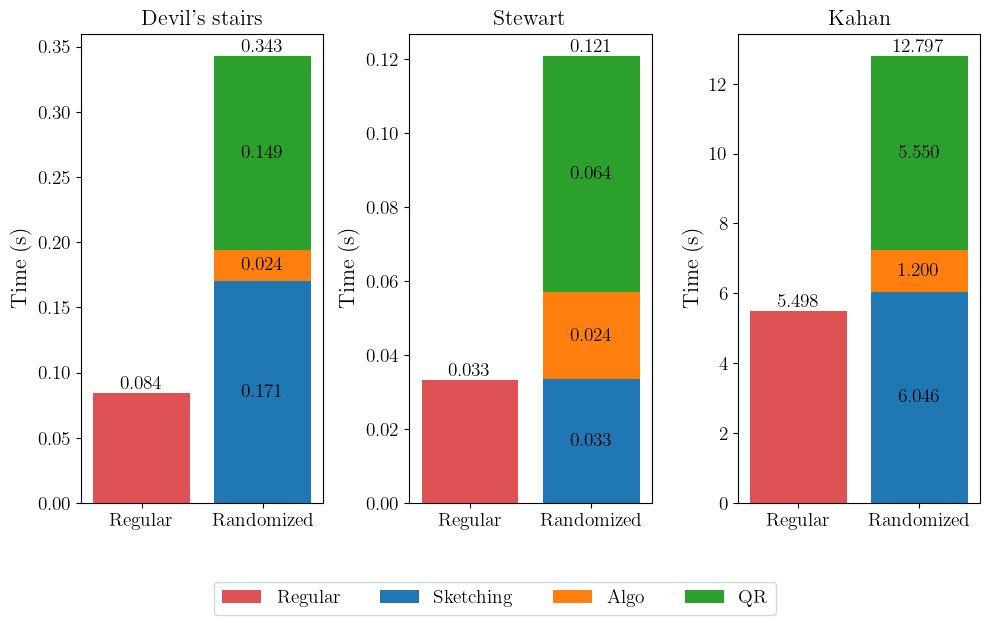 Devil's stairs
Time (s)
0.35
0.30
0.25
0.20
0.15
0.10
0.05
0.00
0.343
0.149
0.024
0.171
0.084
Regular
Randomized
Stewart
Time (s)
0.12
0.10
0.08
0.06
0.04
0.02
0.00
0.121
0.064
0.024
0.033
0.033
Regular
Randomized
Kahan
Time (s)
12
10
8
6
4
2
0
12.797
5.550
1.200
6.046
5.498
Regular
Randomized
Regular Sketching Algo QR